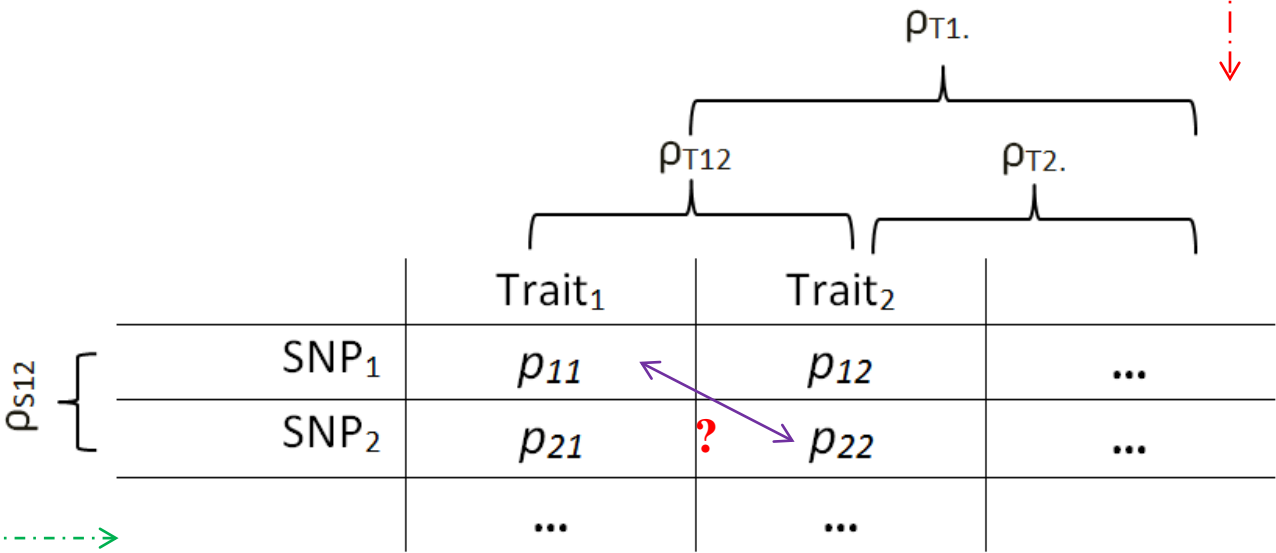 ρT1.
ρT12 ρT2.
Trait1 Trait2
ρS12
SNP1 p11 p12 ...
SNP2 p21 ? p22 ...
... ...